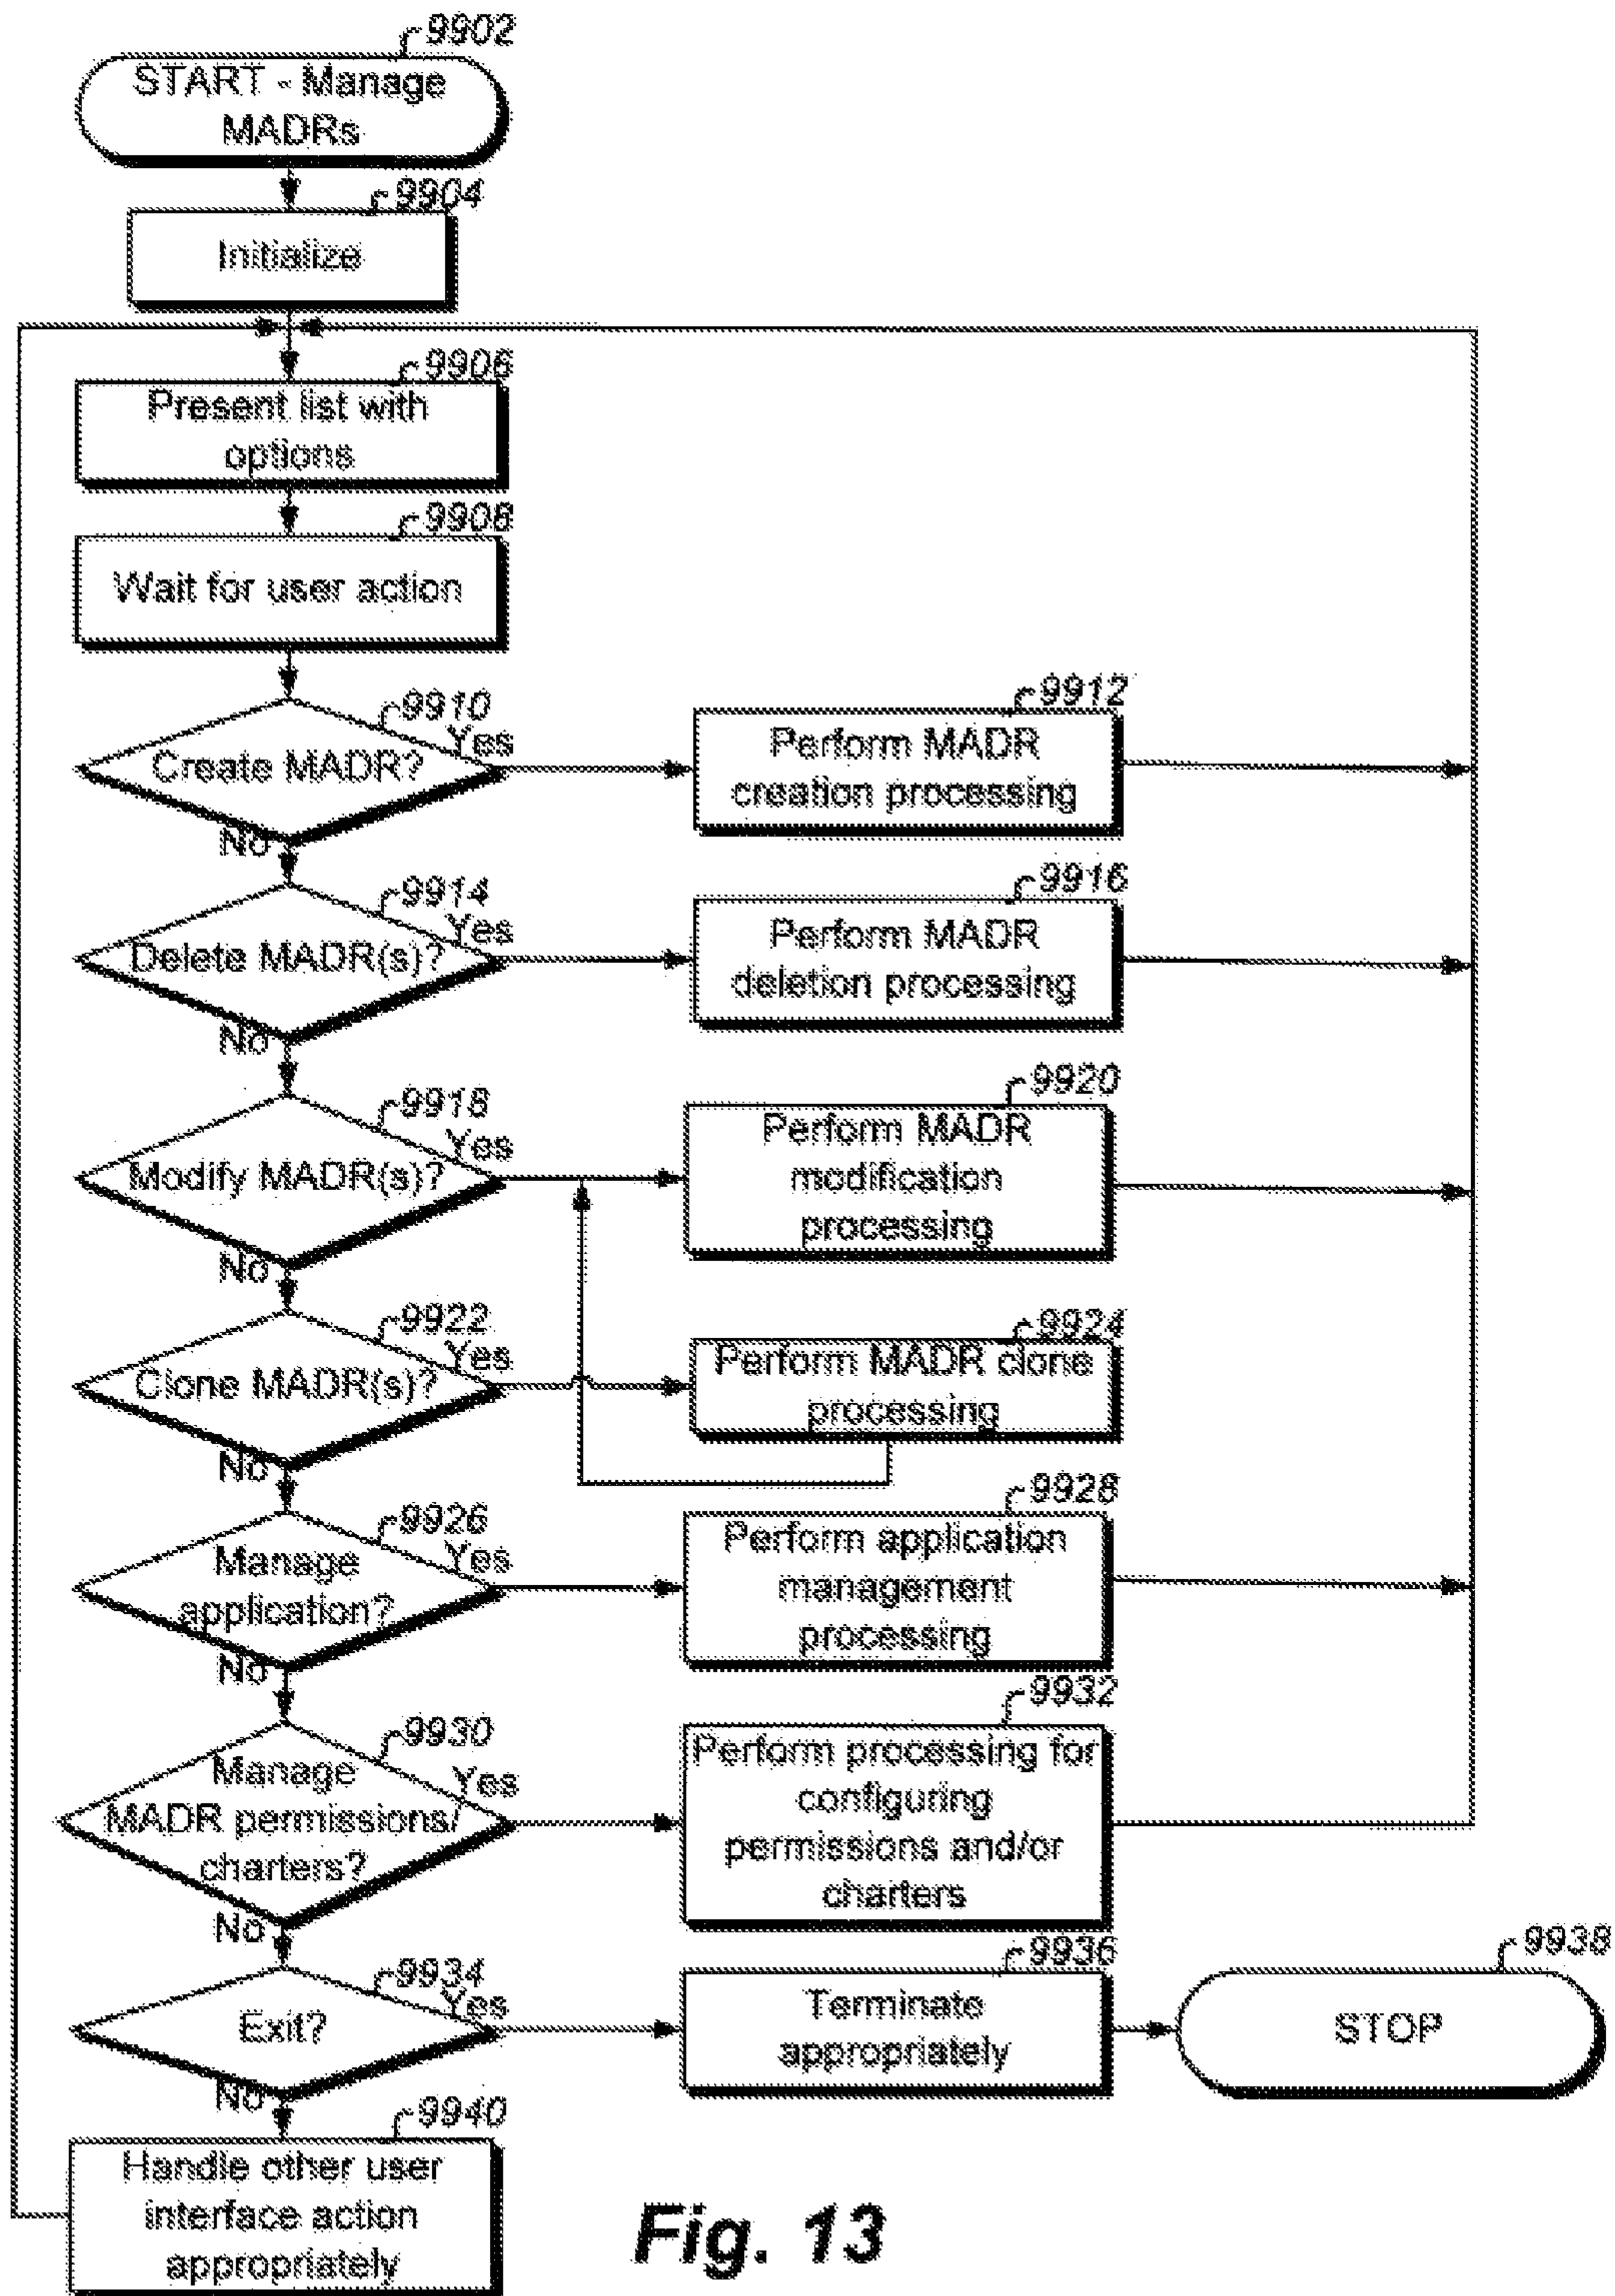 9902
START - Manage
MADRs
9904
Initialize
9906
Present list with
options
9908
Wait for user action
9910
Create MADR?
Yes
No
9912
Perform MADR
creation processing
9914
Delete MADR(s)?
Yes
No
9916
Perform MADR
deletion processing
9918
Modify MADR(s)?
Yes
No
9920
Perform MADR
modification
processing
9922
Clone MADR(s)?
Yes
No
9924
Perform MADR clone
processing
9926
Manage
application?
Yes
No
9928
Perform application
management
processing
9930
Manage
MADR permissions/
charters?
Yes
No
9932
Perform processing for
configuring
permissions and/or
charters
9934
Exit?
Yes
No
9936
Terminate
appropriately
9938
STOP
9940
Handle other user
interface action
appropriately
Fig. 13